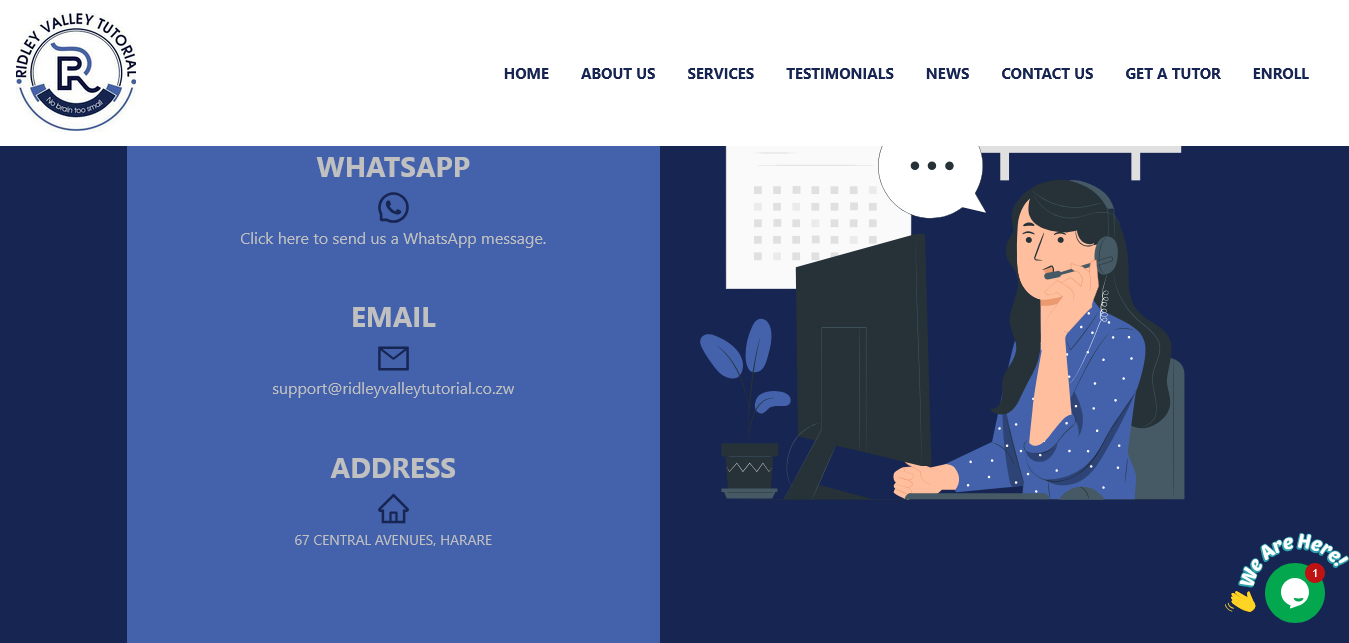 RIDLEY VALLEY TUTORIAL
R
No brain too small
HOME ABOUT US SERVICES TESTIMONIALS NEWS CONTACT US GET A TUTOR ENROLL
WHATSAPP
Click here to send us a WhatsApp message.
EMAIL
support@ridleyvalleytutorial.co.zw
ADDRESS
67 CENTRAL AVENUES, HARARE
We Are Here!
1